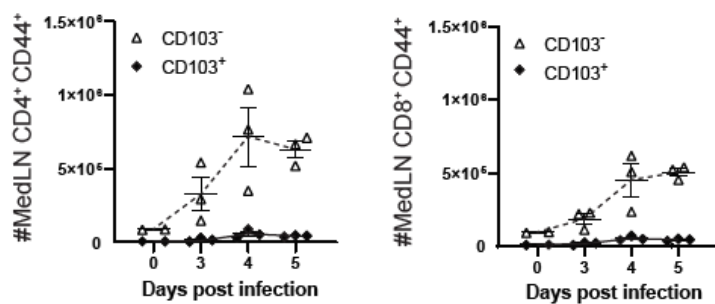 #MedLN CD4⁺ CD44⁺
1.5×10⁶
1×10⁶
5×10⁵
0
△ CD103⁻
◆ CD103⁺
0 3 4 5
Days post infection
#MedLN CD8⁺ CD44⁺
1.5×10⁶
1×10⁶
5×10⁵
0
△ CD103⁻
◆ CD103⁺
0 3 4 5
Days post infection